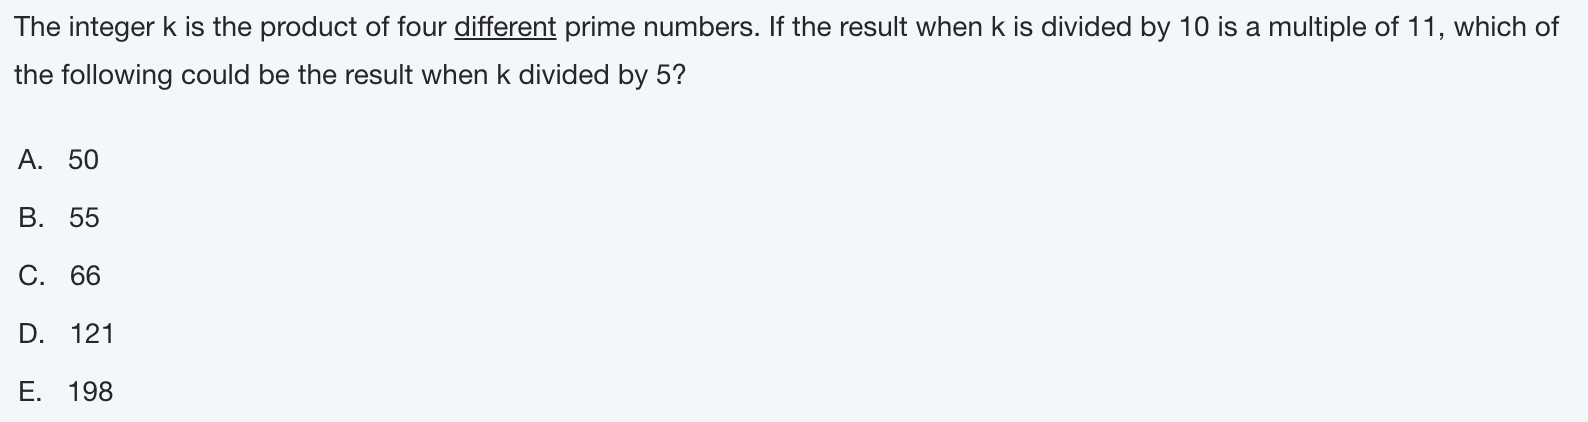 The integer k is the product of four different prime numbers. If the result when k is divided by 10 is a multiple of 11, which of
the following could be the result when k divided by 5?
A. 50
B. 55
C. 66
D. 121
E. 198